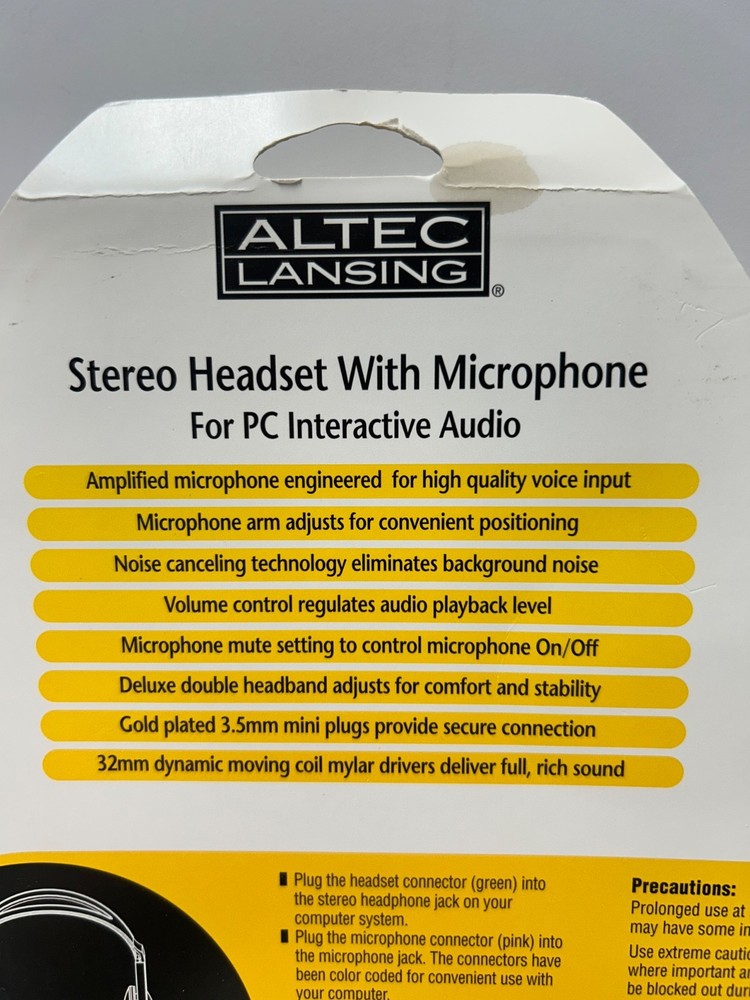 ALTEC
LANSING
®
Stereo Headset With Microphone
For PC Interactive Audio
Amplified microphone engineered for high quality voice input
Microphone arm adjusts for convenient positioning
Noise canceling technology eliminates background noise
Volume control regulates audio playback level
Microphone mute setting to control microphone On/Off
Deluxe double headband adjusts for comfort and stability
Gold plated 3.5mm mini plugs provide secure connection
32mm dynamic moving coil mylar drivers deliver full, rich sound
Plug the headset connector (green) into
the stereo headphone jack on your
computer system.
Plug the microphone connector (pink) into
the microphone jack. The connectors have
been color coded for convenient use with
your computer.
Precautions:
Prolonged use at
may have some
Use extreme
where important
be blocked out